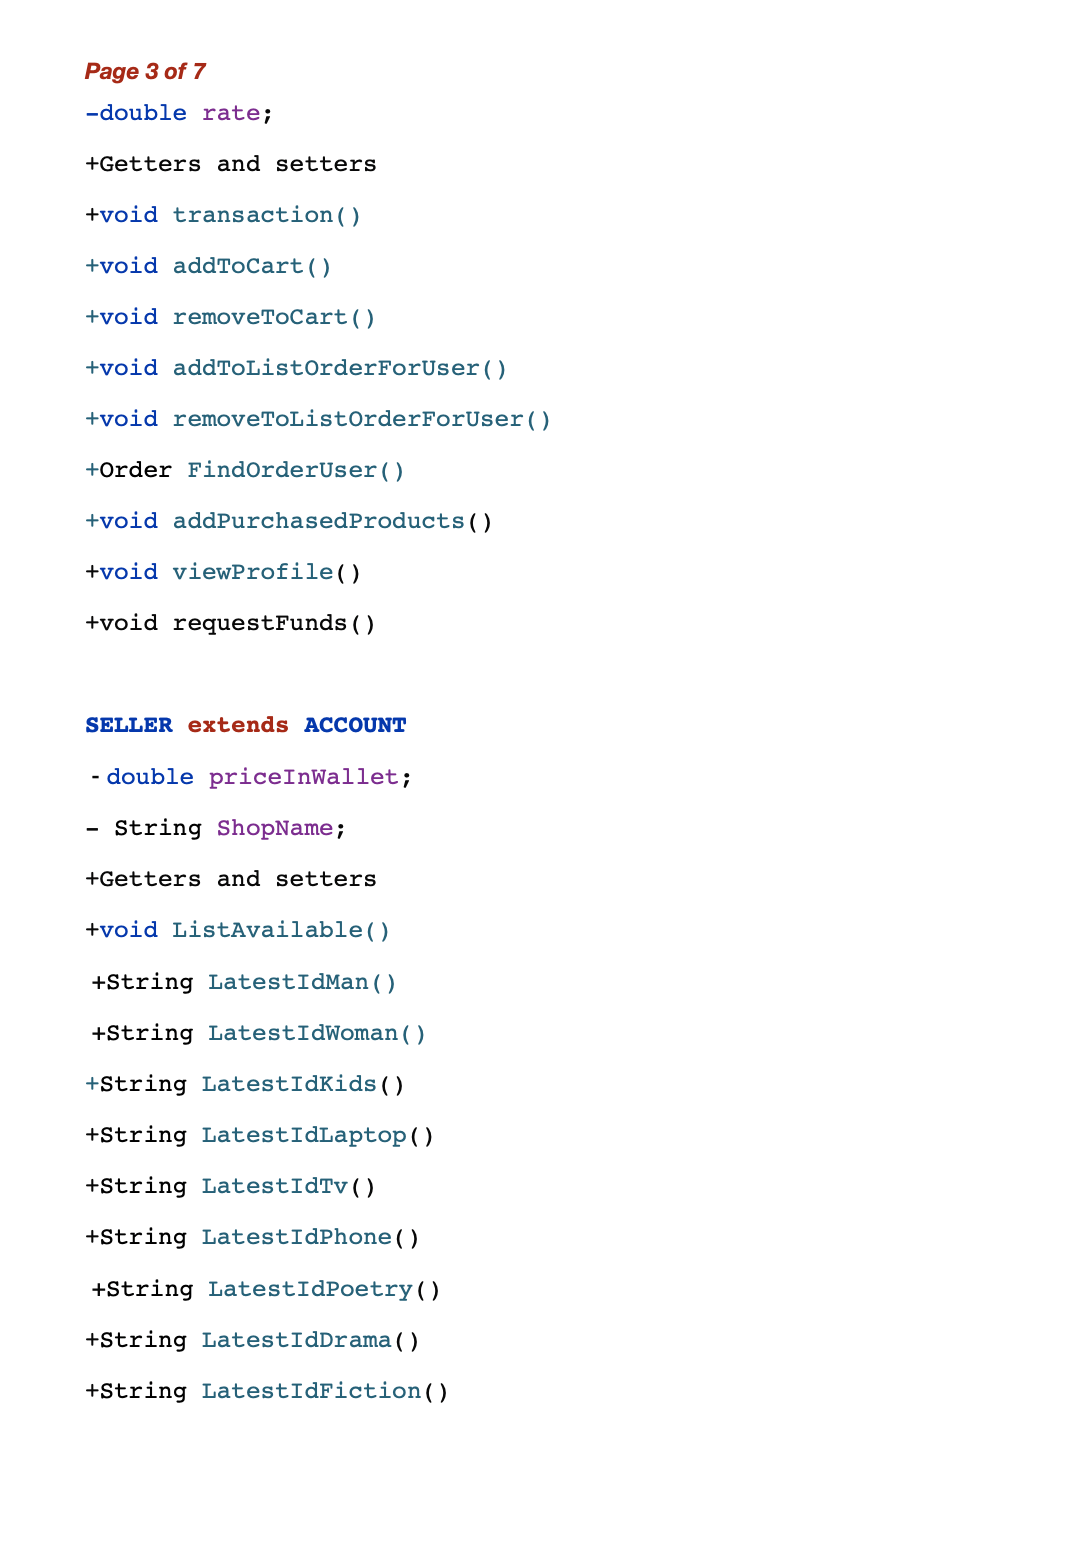 Page 3 of 7
-double rate;
+Getters and setters
+void transaction()
+void addToCart()
+void removeToCart()
+void addToListOrderForUser()
+void removeToListOrderForUser()
+Order FindOrderUser()
+void addPurchasedProducts()
+void viewProfile()
+void requestFunds()
SELLER extends ACCOUNT
- double priceInWallet;
- String ShopName;
+Getters and setters
+void ListAvailable()
+String LatestIdMan()
+String LatestIdWoman()
+String LatestIdKids()
+String LatestIdLaptop()
+String LatestIdTv()
+String LatestIdPhone()
+String LatestIdPoetry()
+String LatestIdDrama()
+String LatestIdFiction()